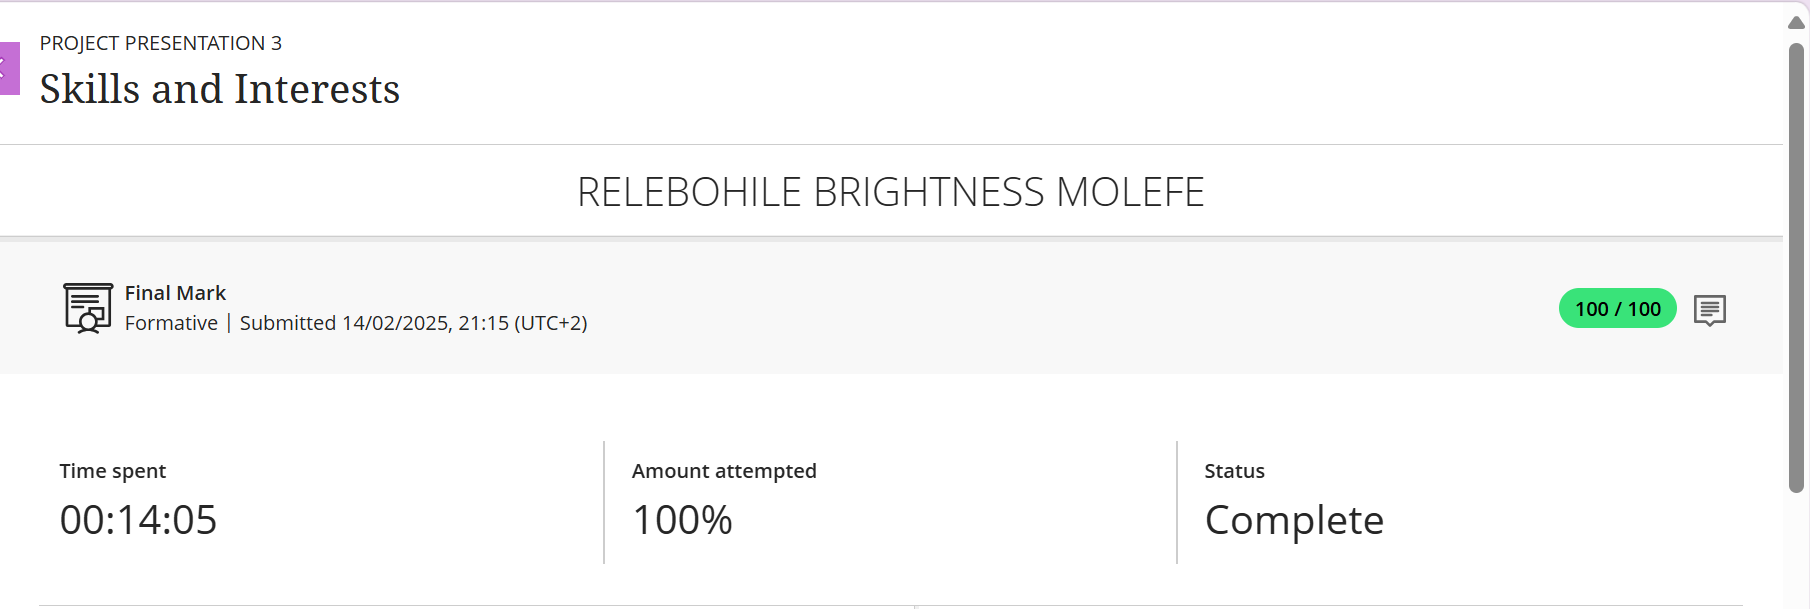 PROJECT PRESENTATION 3
Skills and Interests
RELEBOHILE BRIGHTNESS MOLEFE
Final Mark
Formative | Submitted 14/02/2025, 21:15 (UTC+2)
100 / 100
Time spent
00:14:05
Amount attempted
100%
Status
Complete